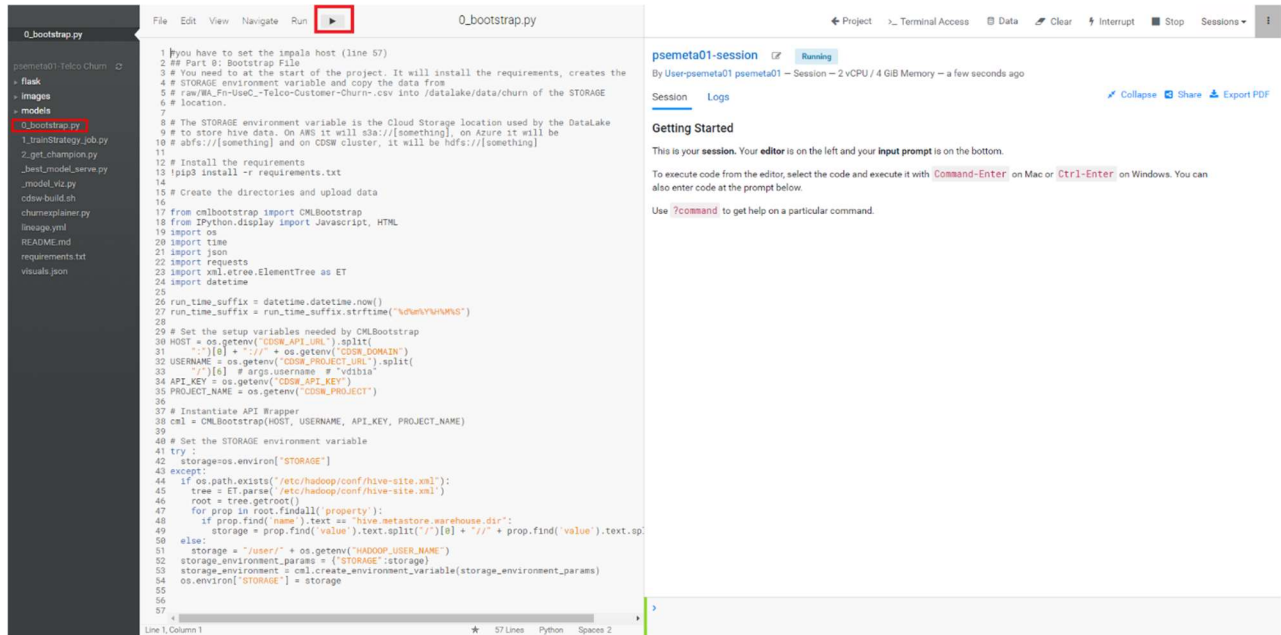 File Edit View Navigate Run ▶ 0_bootstrap.py
Project >_ Terminal Access Data Clear Interrupt Stop Sessions
0_bootstrap.py
psemeta01-Telco Churn
flask
images
models
0_bootstrap.py
1_trainStrategy_job.py
2_get_champion.py
_best_model_serve.py
_model_viz.py
cdsw-build.sh
churnexplainer.py
lineage.yml
README.md
requirements.txt
visuals.json
1 #you have to set the impala host (line 57)
2 ## Part 0: Bootstrap File
3 # You need to at the start of the project. It will install the requirements, creates the
4 # STORAGE environment variable and copy the data from
5 # raw/WA_Fn-UseC_-Telco-Customer-Churn-.csv into /datalake/data/churn of the STORAGE
6 # location.
7
8 # The STORAGE environment variable is the Cloud Storage location used by the DataLake
9 # to store hive data. On AWS it will s3a://[something], on Azure it will be
10 # abfs://[something] and on CDSW cluster, it will be hdfs://[something]
11
12 # Install the requirements
13 !pip3 install -r requirements.txt
14
15 # Create the directories and upload data
16
17 from cmlbootstrap import CMLBootstrap
18 from IPython.display import Javascript, HTML
19 import os
20 import time
21 import json
22 import requests
23 import xml.etree.ElementTree as ET
24 import datetime
25
26 run_time_suffix = datetime.datetime.now()
27 run_time_suffix = run_time_suffix.strftime("%d%m%Y%H%M%S")
28
29 # Set the setup variables needed by CMLBootstrap
30 HOST = os.getenv("CDSW_API_URL").split(
31 ":")[0] + "://" + os.getenv("CDSW_DOMAIN")
32 USERNAME = os.getenv("CDSW_PROJECT_URL").split(
33 "/")[6] # args.username # "vdibia"
34 API_KEY = os.getenv("CDSW_API_KEY")
35 PROJECT_NAME = os.getenv("CDSW_PROJECT")
36
37 # Instantiate API Wrapper
38 cml = CMLBootstrap(HOST, USERNAME, API_KEY, PROJECT_NAME)
39
40 # Set the STORAGE environment variable
41 try :
42 storage=os.environ["STORAGE"]
43 except:
44 if os.path.exists("/etc/hadoop/conf/hive-site.xml"):
45 tree = ET.parse('/etc/hadoop/conf/hive-site.xml')
46 root = tree.getroot()
47 for prop in root.findall('property'):
48 if prop.find('name').text == "hive.metastore.warehouse.dir":
49 storage = prop.find('value').text.split("/")[0] + "//" + prop.find('value').text.spl
50 else:
51 storage = "/user/" + os.getenv("HADOOP_USER_NAME")
52 storage_environment_params = {"STORAGE":storage}
53 storage_environment = cml.create_environment_variable(storage_environment_params)
54 os.environ["STORAGE"] = storage
55
56
57
Line 1, Column 1 ★ 57 Lines Python Spaces 2
psemeta01-session Running
By User-psemeta01 psemeta01 — Session — 2 vCPU / 4 GiB Memory — a few seconds ago
Session Logs Collapse Share Export PDF
Getting Started
This is your session. Your editor is on the left and your input prompt is on the bottom.
To execute code from the editor, select the code and execute it with Command-Enter on Mac or Ctrl-Enter on Windows. You can
also enter code at the prompt below.
Use ?command to get help on a particular command.